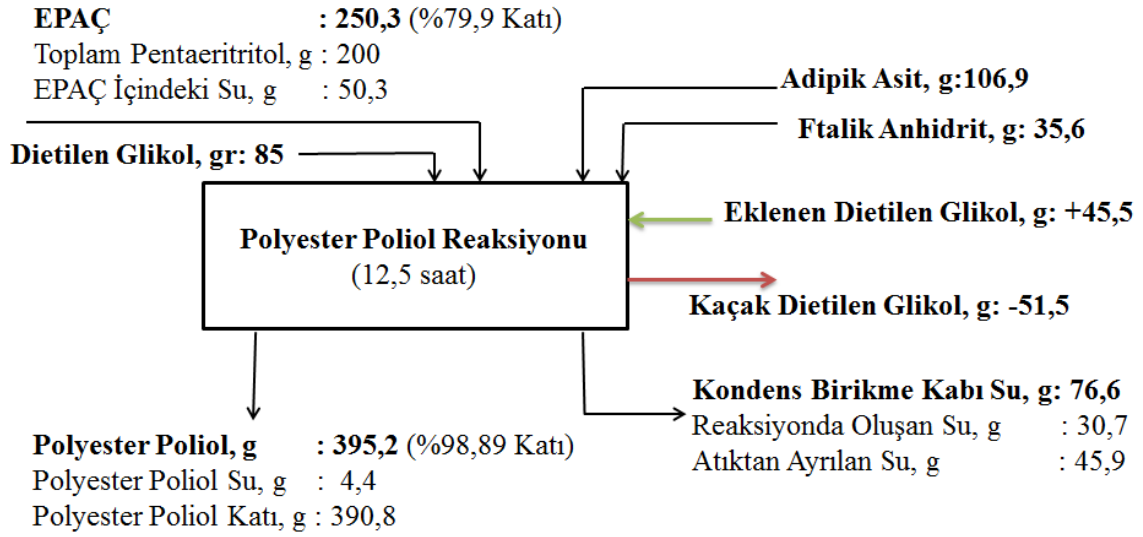 EPAÇ : 250,3 (%79,9 Katı)
Toplam Pentaeritritol, g : 200
EPAÇ İçindeki Su, g : 50,3
Dietilen Glikol, gr: 85
Adipik Asit, g:106,9
Ftalik Anhidrit, g: 35,6
Polyester Poliol Reaksiyonu
(12,5 saat)
Eklenen Dietilen Glikol, g: +45,5
Kaçak Dietilen Glikol, g: -51,5
Polyester Poliol, g : 395,2 (%98,89 Katı)
Polyester Poliol Su, g : 4,4
Polyester Poliol Katı, g : 390,8
Kondens Birikme Kabı Su, g: 76,6
Reaksiyonda Oluşan Su, g : 30,7
Atıktan Ayrılan Su, g : 45,9